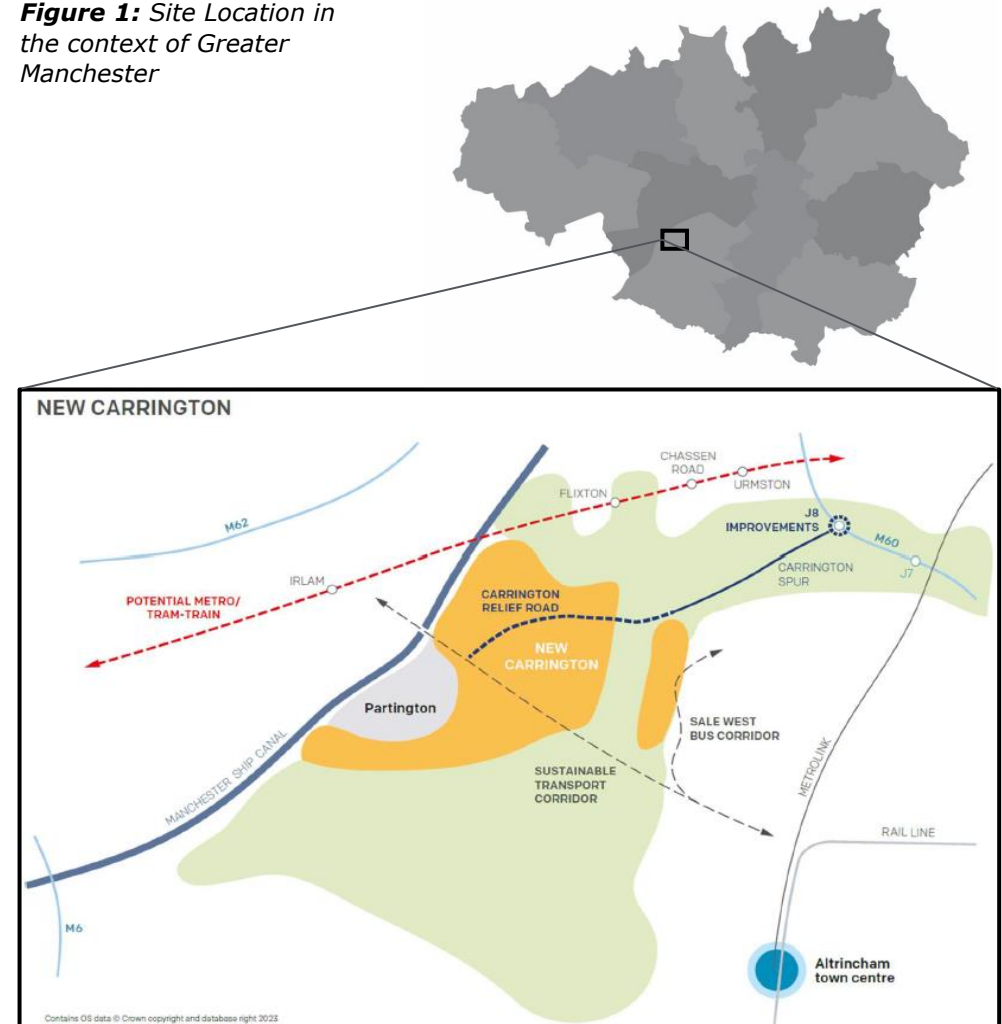 Figure 1: Site Location in
the context of Greater
Manchester
NEW CARRINGTON
CHASSEN
ROAD
URMSTON
FLIXTON
J8
IMPROVEMENTS
M62
M60
J7
CARRINGTON
SPUR
IRLAM
POTENTIAL METRO/
TRAM-TRAIN
CARRINGTON
RELIEF ROAD
NEW
CARRINGTON
Partington
SALE WEST
BUS CORRIDOR
MANCHESTER SHIP CANAL
SUSTAINABLE
TRANSPORT
CORRIDOR
METROLINK
RAIL LINE
M6
Altrincham
town centre
Contains OS data © Crown copyright and database right 2023